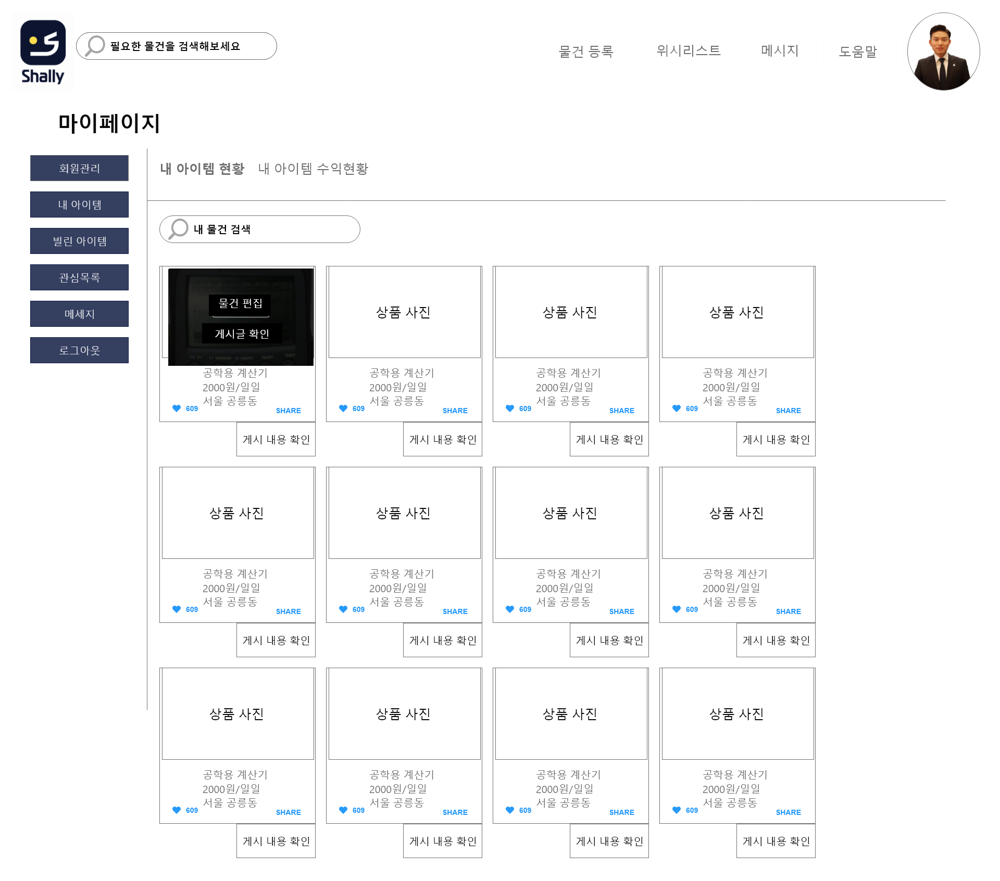 Shally
필요한 물건을 검색해보세요
물건 등록
위시리스트
메시지
도움말
마이페이지
회원관리
내 아이템
빌린 아이템
관심목록
메세지
로그아웃
내 아이템 현황
내 아이템 수익현황
내 물건 검색
물건 편집
게시글 확인
공학용 계산기
2000원/일일
서울 공릉동
609
SHARE
게시 내용 확인
상품 사진
공학용 계산기
2000원/일일
서울 공릉동
609
SHARE
게시 내용 확인
상품 사진
공학용 계산기
2000원/일일
서울 공릉동
609
SHARE
게시 내용 확인
상품 사진
공학용 계산기
2000원/일일
서울 공릉동
609
SHARE
게시 내용 확인
상품 사진
공학용 계산기
2000원/일일
서울 공릉동
609
SHARE
게시 내용 확인
상품 사진
공학용 계산기
2000원/일일
서울 공릉동
609
SHARE
게시 내용 확인
상품 사진
공학용 계산기
2000원/일일
서울 공릉동
609
SHARE
게시 내용 확인
상품 사진
공학용 계산기
2000원/일일
서울 공릉동
609
SHARE
게시 내용 확인
상품 사진
공학용 계산기
2000원/일일
서울 공릉동
609
SHARE
게시 내용 확인
상품 사진
공학용 계산기
2000원/일일
서울 공릉동
609
SHARE
게시 내용 확인
상품 사진
공학용 계산기
2000원/일일
서울 공릉동
609
SHARE
게시 내용 확인
상품 사진
공학용 계산기
2000원/일일
서울 공릉동
609
SHARE
게시 내용 확인